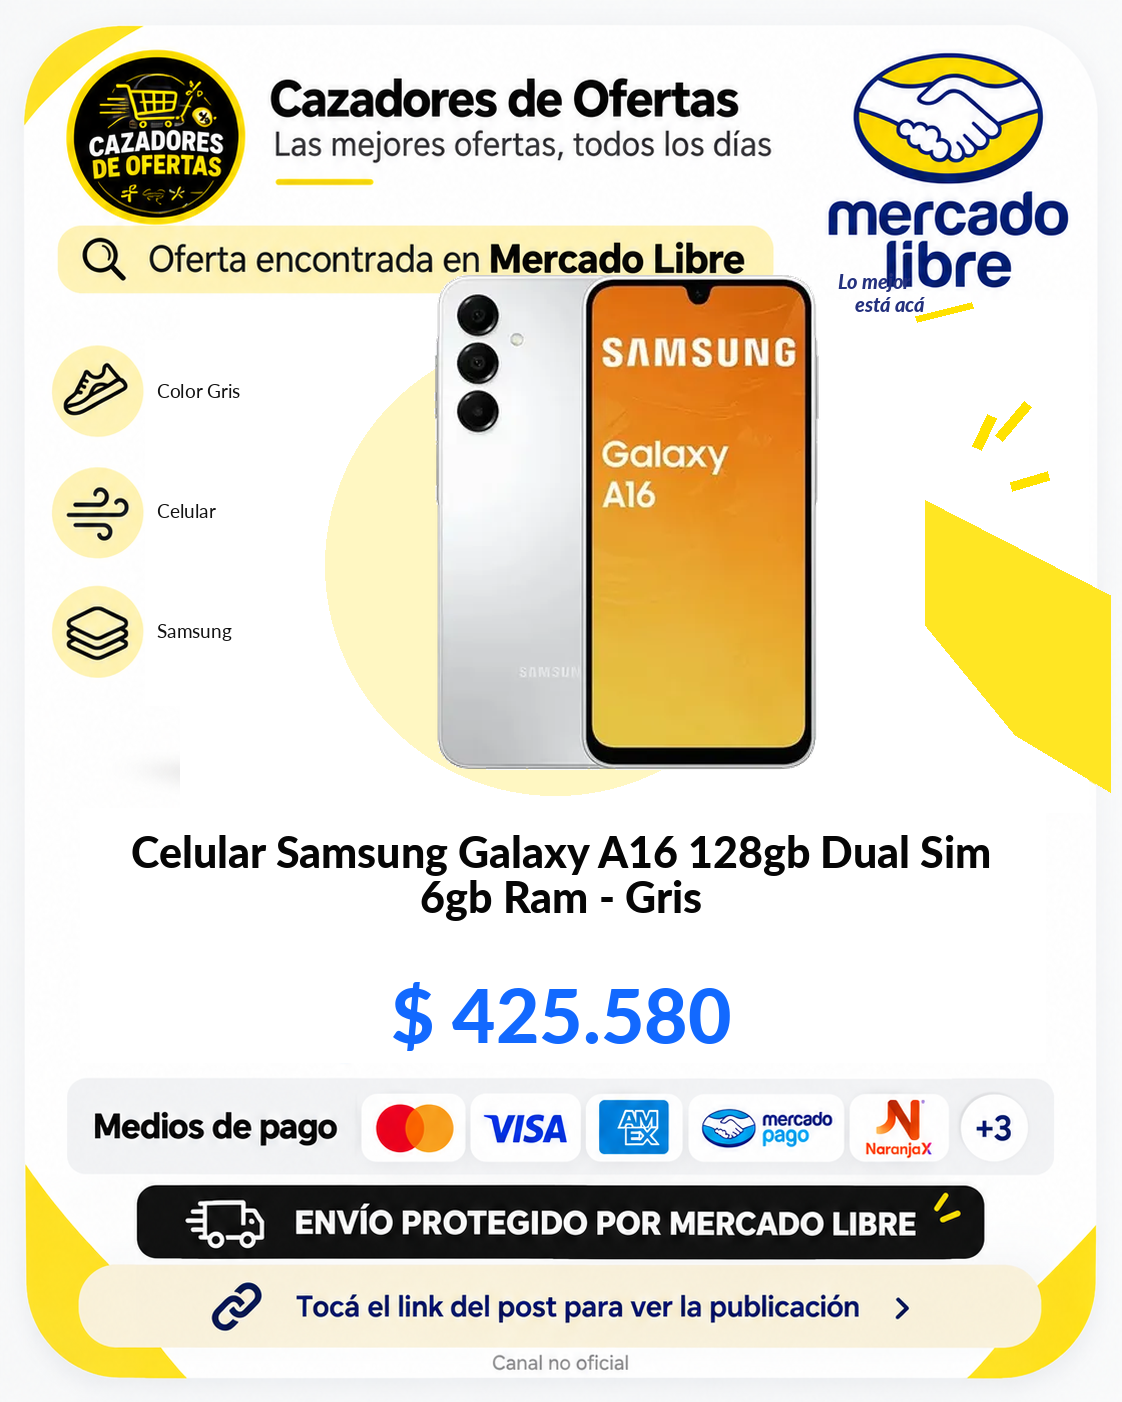 CAZADORES
DE OFERTAS
Cazadores de Ofertas
Las mejores ofertas, todos los días
mercado
libre
Lo mejor
está acá
Oferta encontrada en Mercado Libre
Color Gris
Celular
Samsung
SAMSUNG
Galaxy
A16
SAMSUN
Celular Samsung Galaxy A16 128gb Dual Sim
6gb Ram - Gris
$ 425.580
Medios de pago
VISA
AM
EX
mercado
pago
NaranjaX
+3
ENVÍO PROTEGIDO POR MERCADO LIBRE
Tocá el link del post para ver la publicación
Canal no oficial